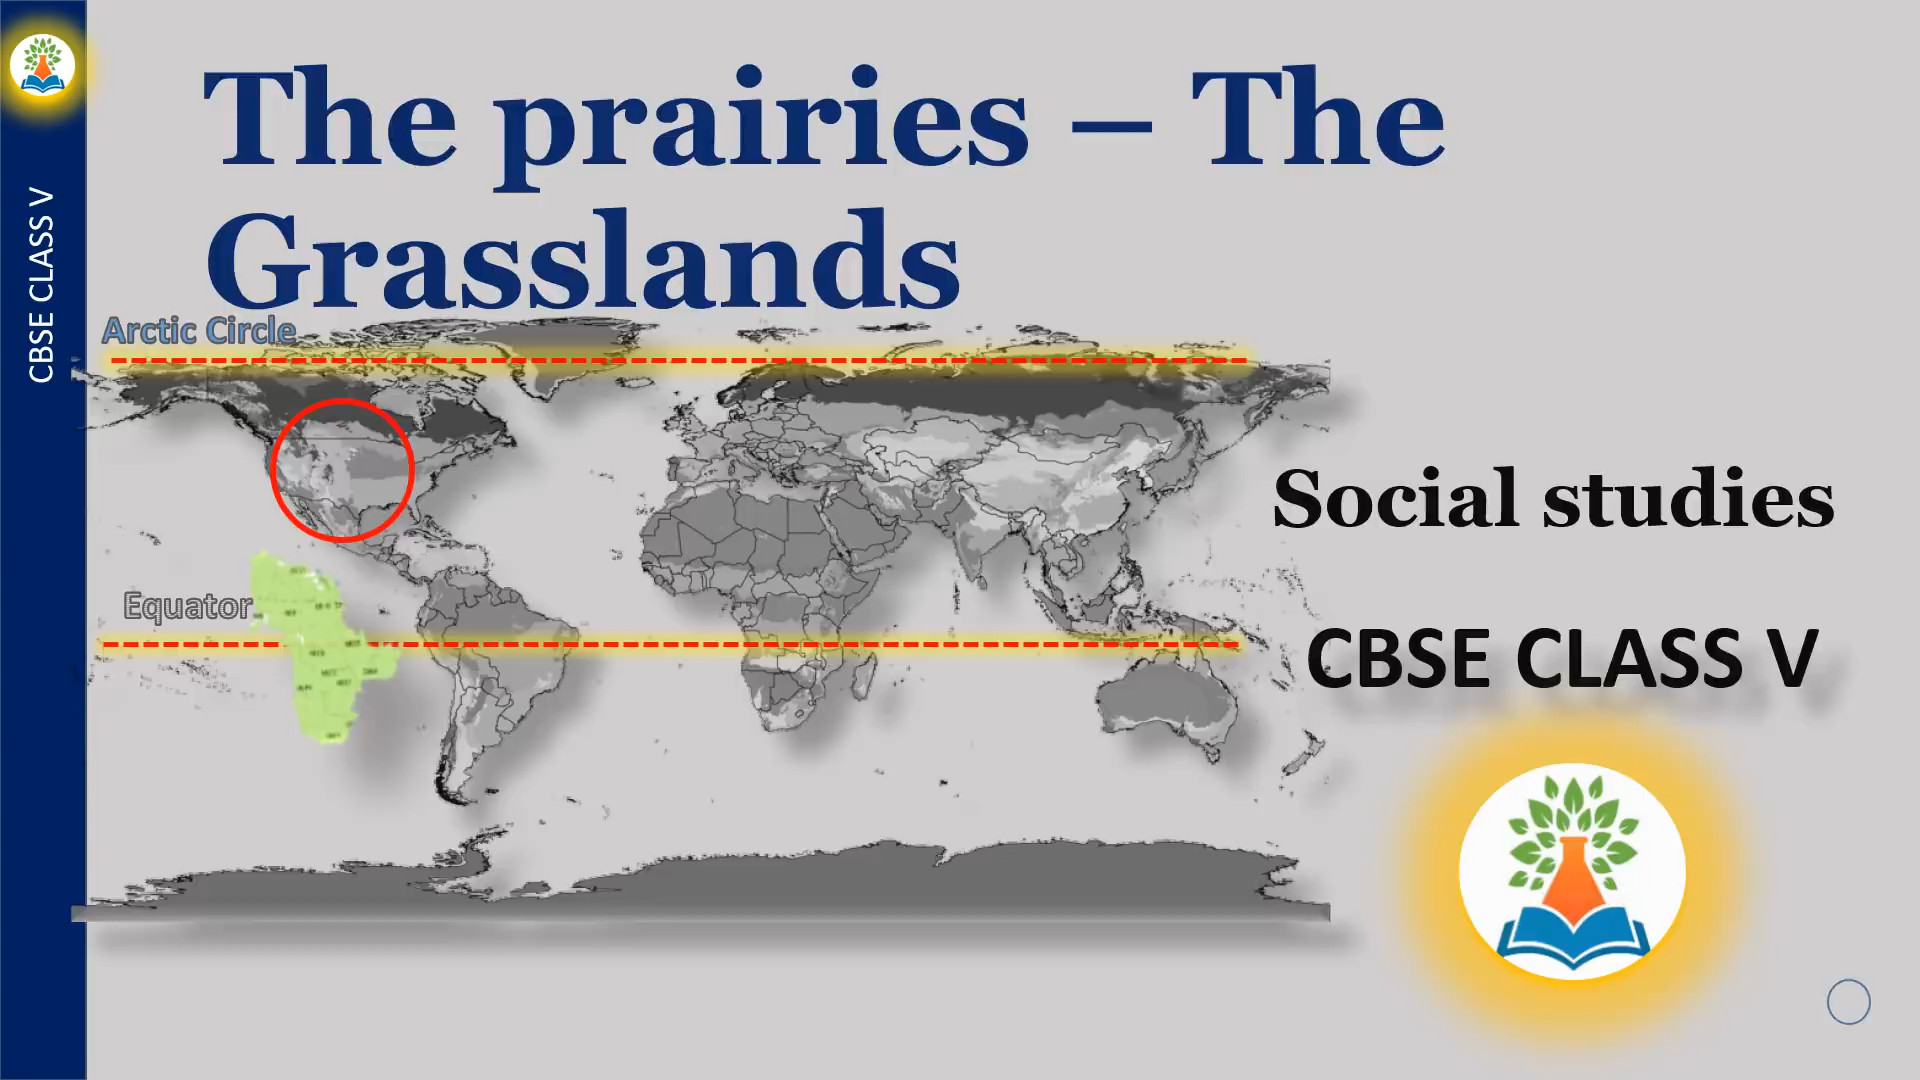 The prairies – The
Grasslands
CBSE CLASS V
Arctic Circle
Social studies
Equator
CBSE CLASS V